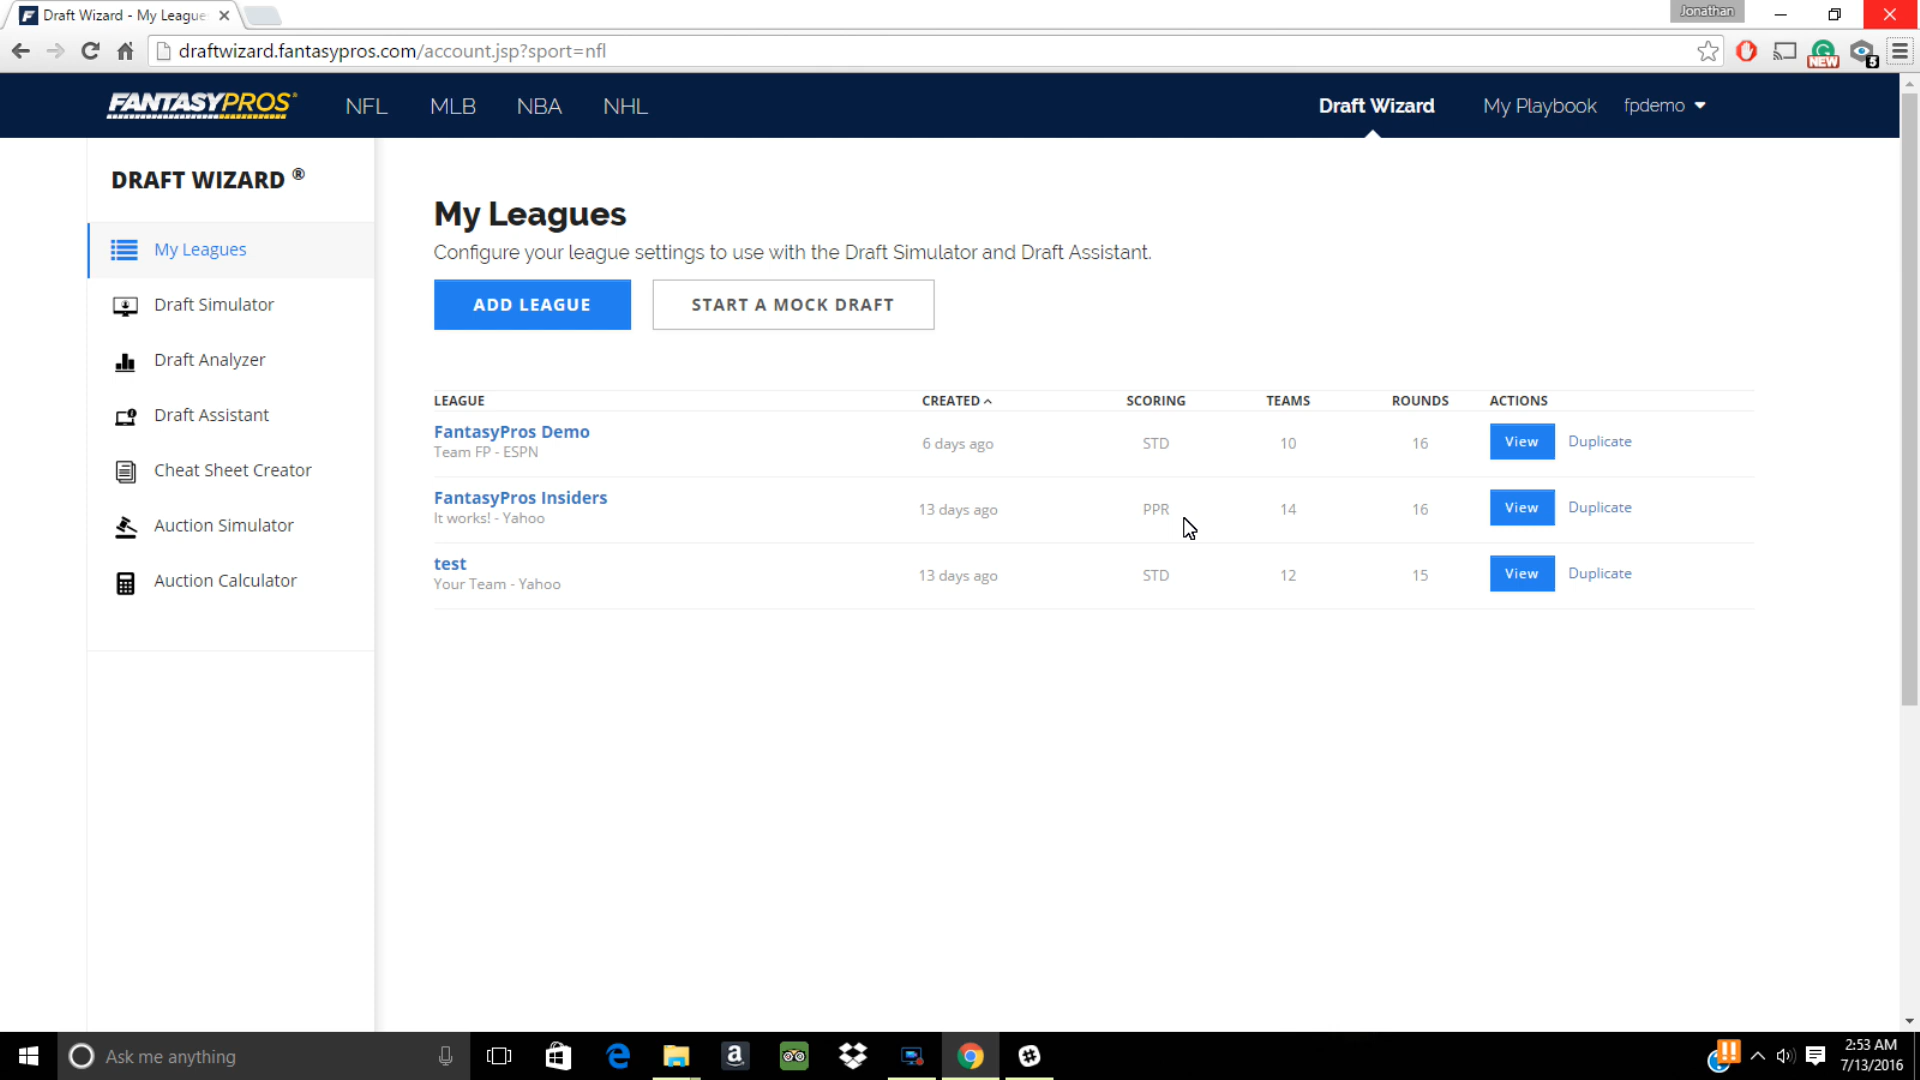 Draft Wizard - My League
Jonathan
draftwizard.fantasypros.com/account.jsp?sport=nfl
NEW
5
FANTASYPROS®
NFL
MLB
NBA
NHL
Draft Wizard
My Playbook
fpdemo
DRAFT WIZARD ®
My Leagues
Draft Simulator
Draft Analyzer
Draft Assistant
Cheat Sheet Creator
Auction Simulator
Auction Calculator
My Leagues
Configure your league settings to use with the Draft Simulator and Draft Assistant.
ADD LEAGUE
START A MOCK DRAFT
LEAGUE CREATED SCORING TEAMS ROUNDS ACTIONS
FantasyPros Demo
Team FP - ESPN
6 days ago STD 10 16 View Duplicate
FantasyPros Insiders
It works! - Yahoo
13 days ago PPR 14 16 View Duplicate
test
Your Team - Yahoo
13 days ago STD 12 15 View Duplicate
Ask me anything
2:53 AM
7/13/2016